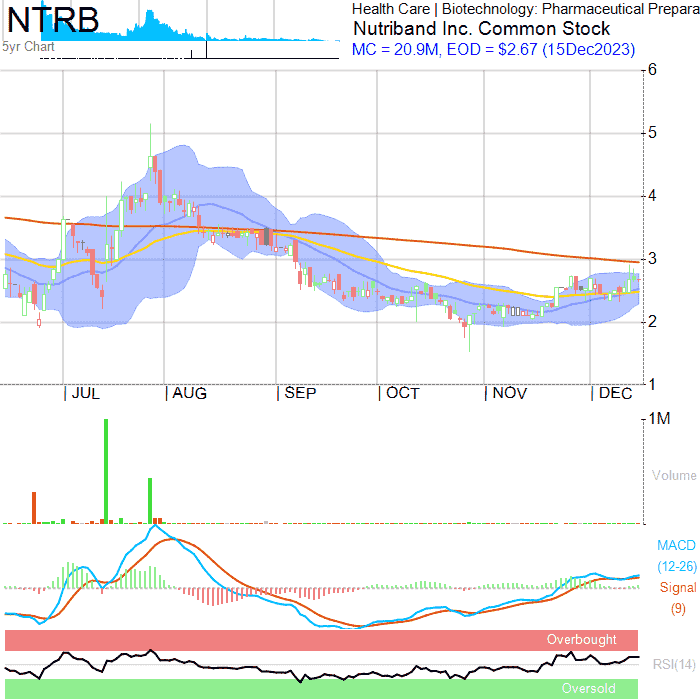 NTRB
5yr Chart
Health Care | Biotechnology: Pharmaceutical Prepara
Nutriband Inc. Common Stock
MC = 20.9M, EOD = $2.67 (15Dec2023)
6
5
4
3
2
1
JUL AUG SEP OCT NOV DEC
1M
Volume
MACD
(12-26)
Signal
(9)
Overbought
RSI(14)
Oversold